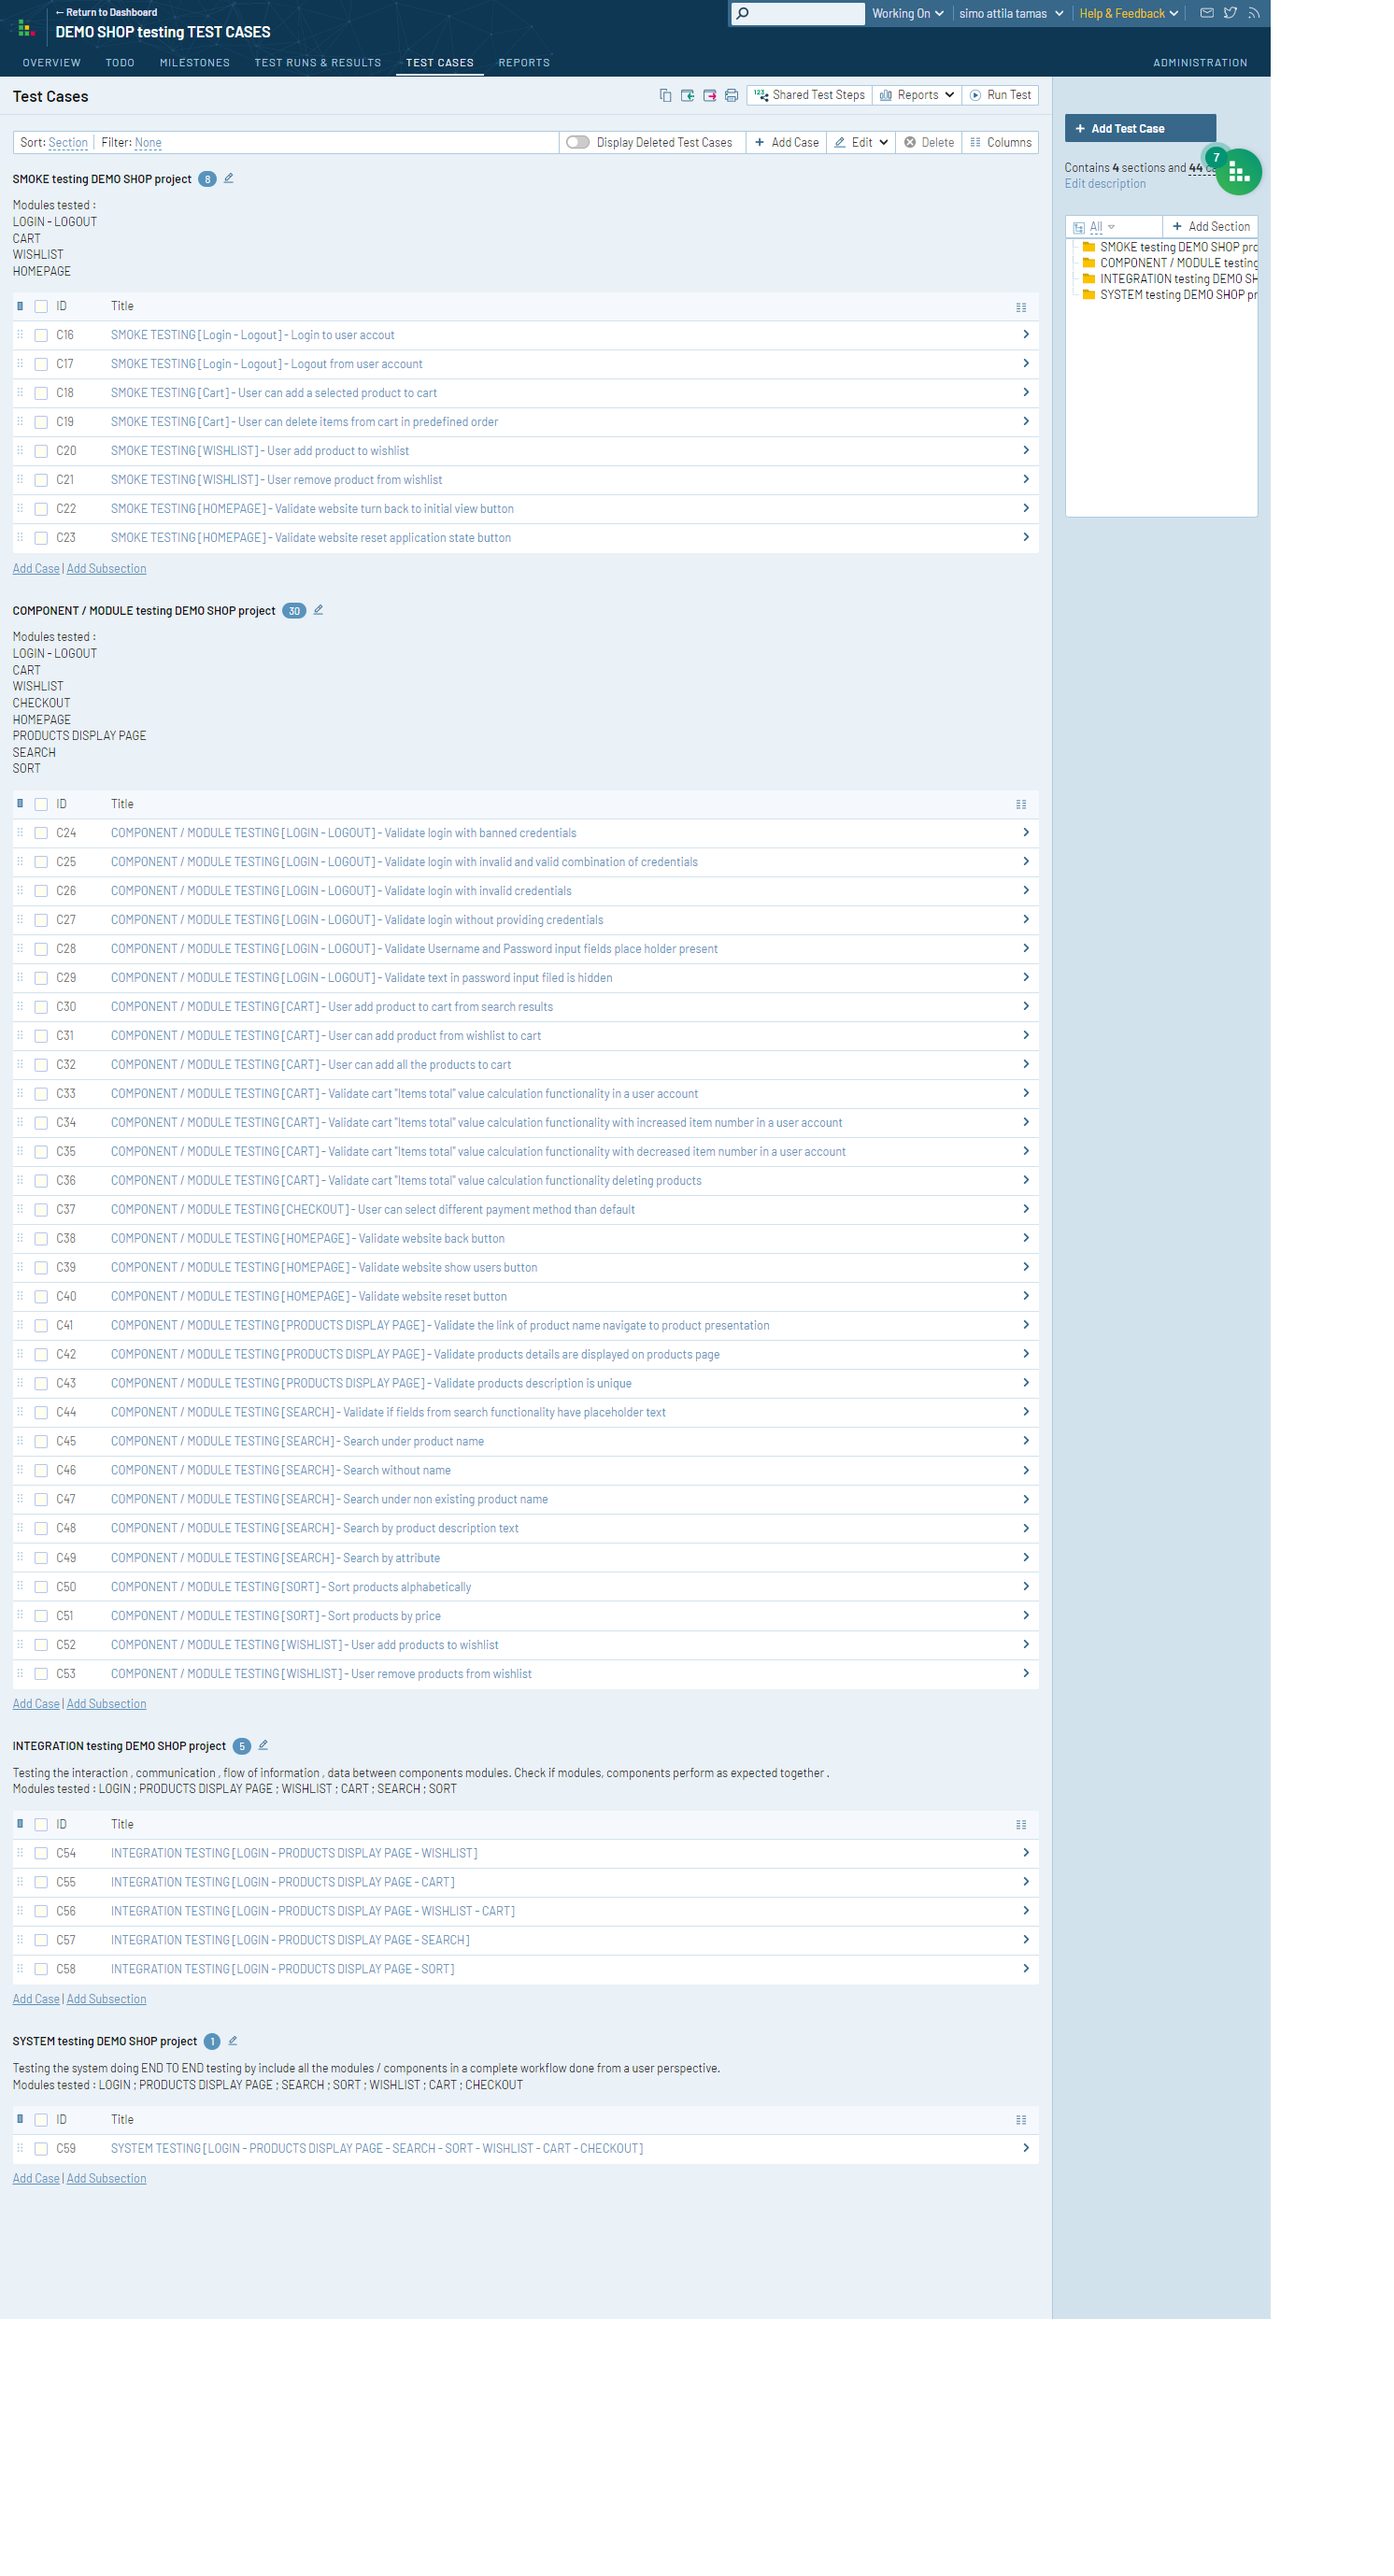 ← Return to Dashboard
DEMO SHOP testing TEST CASES
Working On
simo attila tamas
Help & Feedback
OVERVIEW TODO MILESTONES TEST RUNS & RESULTS TEST CASES REPORTS ADMINISTRATION
Test Cases
Shared Test Steps Reports Run Test
Sort: Section Filter: None Display Deleted Test Cases Add Case Edit Delete Columns
+ Add Test Case
7
Contains 4 sections and 44
Edit description
All + Add Section
SMOKE testing DEMO SHOP pro
COMPONENT / MODULE testing
INTEGRATION testing DEMO SH
SYSTEM testing DEMO SHOP pr
SMOKE testing DEMO SHOP project 8
Modules tested :
LOGIN - LOGOUT
CART
WISHLIST
HOMEPAGE
ID Title
C16 SMOKE TESTING [Login - Logout] - Login to user accout
C17 SMOKE TESTING [Login - Logout] - Logout from user account
C18 SMOKE TESTING [Cart] - User can add a selected product to cart
C19 SMOKE TESTING [Cart] - User can delete items from cart in predefined order
C20 SMOKE TESTING [WISHLIST] - User add product to wishlist
C21 SMOKE TESTING [WISHLIST] - User remove product from wishlist
C22 SMOKE TESTING [HOMEPAGE] - Validate website turn back to initial view button
C23 SMOKE TESTING [HOMEPAGE] - Validate website reset application state button
Add Case | Add Subsection
COMPONENT / MODULE testing DEMO SHOP project 30
Modules tested :
LOGIN - LOGOUT
CART
WISHLIST
CHECKOUT
HOMEPAGE
PRODUCTS DISPLAY PAGE
SEARCH
SORT
ID Title
C24 COMPONENT / MODULE TESTING [LOGIN - LOGOUT] - Validate login with banned credentials
C25 COMPONENT / MODULE TESTING [LOGIN - LOGOUT] - Validate login with invalid and valid combination of credentials
C26 COMPONENT / MODULE TESTING [LOGIN - LOGOUT] - Validate login with invalid credentials
C27 COMPONENT / MODULE TESTING [LOGIN - LOGOUT] - Validate login without providing credentials
C28 COMPONENT / MODULE TESTING [LOGIN - LOGOUT] - Validate Username and Password input fields place holder present
C29 COMPONENT / MODULE TESTING [LOGIN - LOGOUT] - Validate text in password input filed is hidden
C30 COMPONENT / MODULE TESTING [CART] - User add product to cart from search results
C31 COMPONENT / MODULE TESTING [CART] - User can add product from wishlist to cart
C32 COMPONENT / MODULE TESTING [CART] - User can add all the products to cart
C33 COMPONENT / MODULE TESTING [CART] - Validate cart "Items total" value calculation functionality in a user account
C34 COMPONENT / MODULE TESTING [CART] - Validate cart "Items total" value calculation functionality with increased item number in a user account
C35 COMPONENT / MODULE TESTING [CART] - Validate cart "Items total" value calculation functionality with decreased item number in a user account
C36 COMPONENT / MODULE TESTING [CART] - Validate cart "Items total" value calculation functionality deleting products
C37 COMPONENT / MODULE TESTING [CHECKOUT] - User can select different payment method than default
C38 COMPONENT / MODULE TESTING [HOMEPAGE] - Validate website back button
C39 COMPONENT / MODULE TESTING [HOMEPAGE] - Validate website show users button
C40 COMPONENT / MODULE TESTING [HOMEPAGE] - Validate website reset button
C41 COMPONENT / MODULE TESTING [PRODUCTS DISPLAY PAGE] - Validate the link of product name navigate to product presentation
C42 COMPONENT / MODULE TESTING [PRODUCTS DISPLAY PAGE] - Validate products details are displayed on products page
C43 COMPONENT / MODULE TESTING [PRODUCTS DISPLAY PAGE] - Validate products description is unique
C44 COMPONENT / MODULE TESTING [SEARCH] - Validate if fields from search functionality have placeholder text
C45 COMPONENT / MODULE TESTING [SEARCH] - Search under product name
C46 COMPONENT / MODULE TESTING [SEARCH] - Search without name
C47 COMPONENT / MODULE TESTING [SEARCH] - Search under non existing product name
C48 COMPONENT / MODULE TESTING [SEARCH] - Search by product description text
C49 COMPONENT / MODULE TESTING [SEARCH] - Search by attribute
C50 COMPONENT / MODULE TESTING [SORT] - Sort products alphabetically
C51 COMPONENT / MODULE TESTING [SORT] - Sort products by price
C52 COMPONENT / MODULE TESTING [WISHLIST] - User add products to wishlist
C53 COMPONENT / MODULE TESTING [WISHLIST] - User remove products from wishlist
Add Case | Add Subsection
INTEGRATION testing DEMO SHOP project 5
Testing the interaction , communication , flow of information , data between components modules. Check if modules, components perform as expected together .
Modules tested : LOGIN ; PRODUCTS DISPLAY PAGE ; WISHLIST ; CART ; SEARCH ; SORT
ID Title
C54 INTEGRATION TESTING [LOGIN - PRODUCTS DISPLAY PAGE - WISHLIST]
C55 INTEGRATION TESTING [LOGIN - PRODUCTS DISPLAY PAGE - CART]
C56 INTEGRATION TESTING [LOGIN - PRODUCTS DISPLAY PAGE - WISHLIST - CART]
C57 INTEGRATION TESTING [LOGIN - PRODUCTS DISPLAY PAGE - SEARCH]
C58 INTEGRATION TESTING [LOGIN - PRODUCTS DISPLAY PAGE - SORT]
Add Case | Add Subsection
SYSTEM testing DEMO SHOP project 1
Testing the system doing END TO END testing by include all the modules / components in a complete workflow done from a user perspective.
Modules tested : LOGIN ; PRODUCTS DISPLAY PAGE ; SEARCH ; SORT ; WISHLIST ; CART ; CHECKOUT
ID Title
C59 SYSTEM TESTING [LOGIN - PRODUCTS DISPLAY PAGE - SEARCH - SORT - WISHLIST - CART - CHECKOUT]
Add Case | Add Subsection